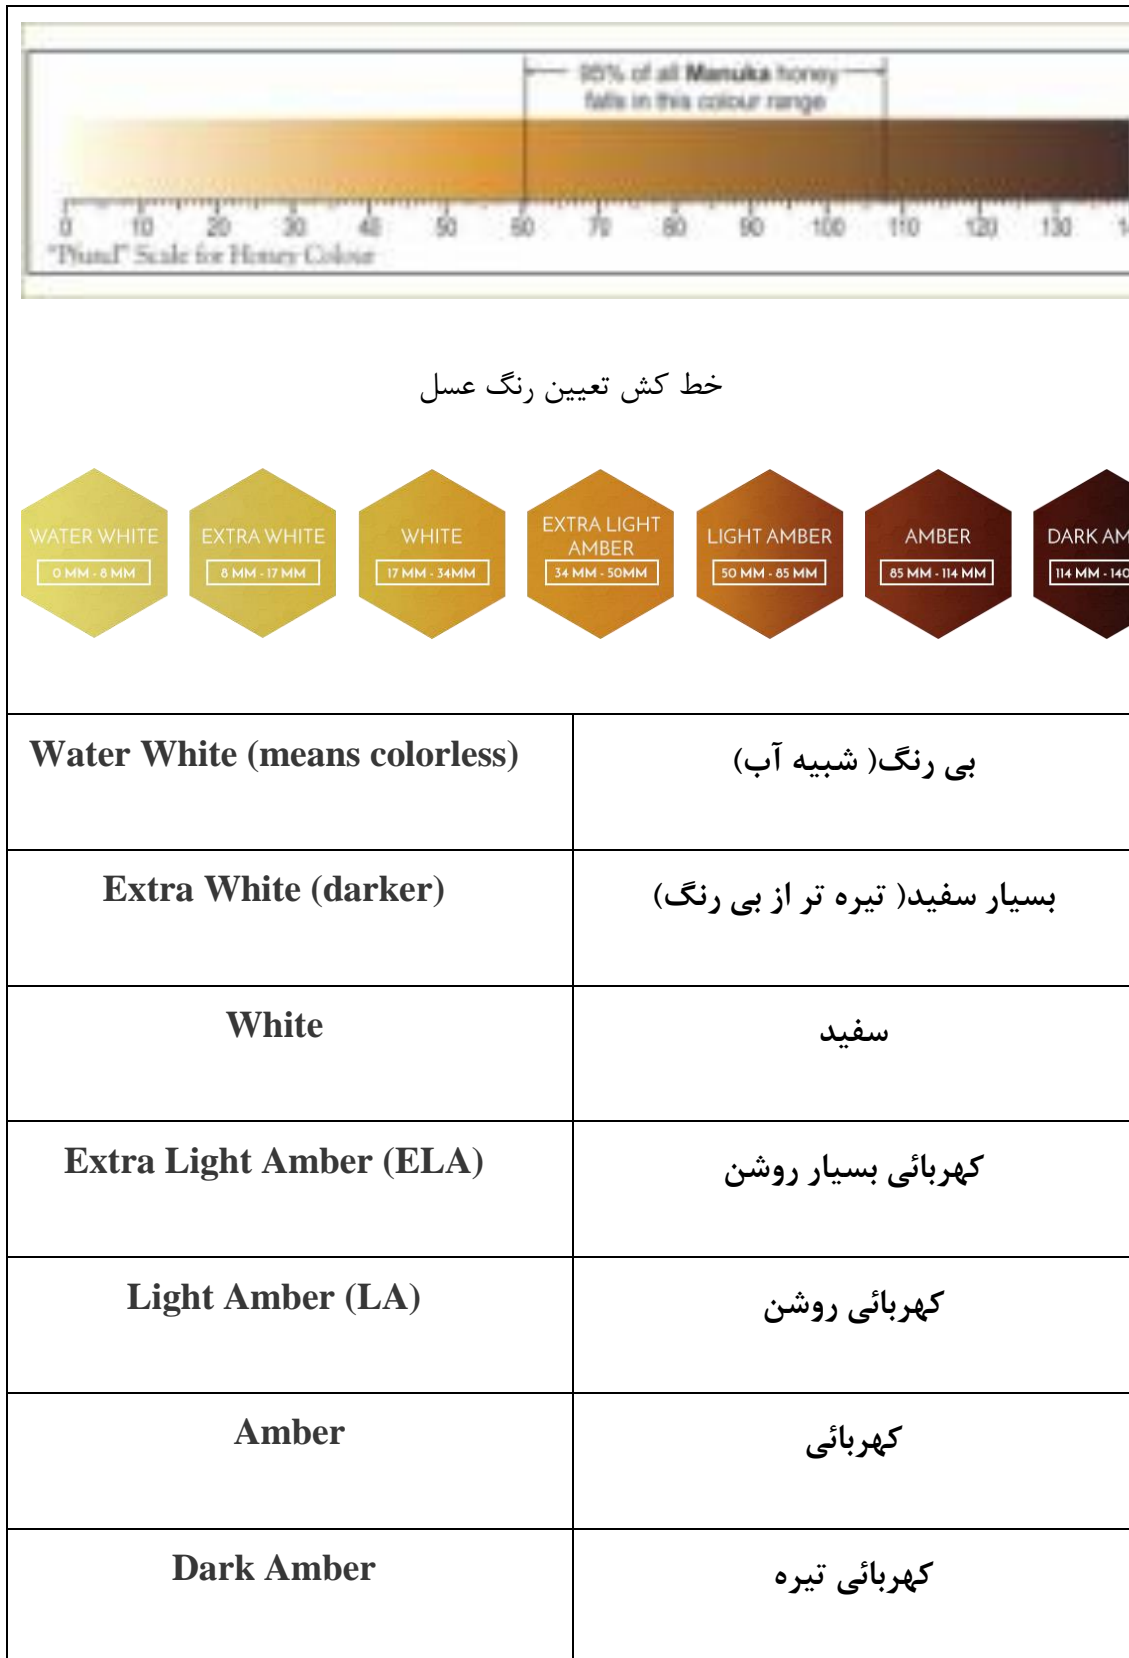 95% of all Manuka honey
falls in this colour range
0 10 20 30 40 50 60 70 80 90 100 110 120 130
"Pfund" Scale for Honey Colour
خط کش تعیین رنگ عسل
WATER WHITE
0 MM - 8 MM
EXTRA WHITE
8 MM - 17 MM
WHITE
17 MM - 34MM
EXTRA LIGHT
AMBER
34 MM - 50MM
LIGHT AMBER
50 MM - 85 MM
AMBER
85 MM - 114 MM
DARK AM
114 MM - 140
Water White (means colorless)
بی رنگ( شبیه آب)
Extra White (darker)
بسیار سفید( تیره تر از بی رنگ)
White
سفید
Extra Light Amber (ELA)
کهربائی بسیار روشن
Light Amber (LA)
کهربائی روشن
Amber
کهربائی
Dark Amber
کهربائی تیره